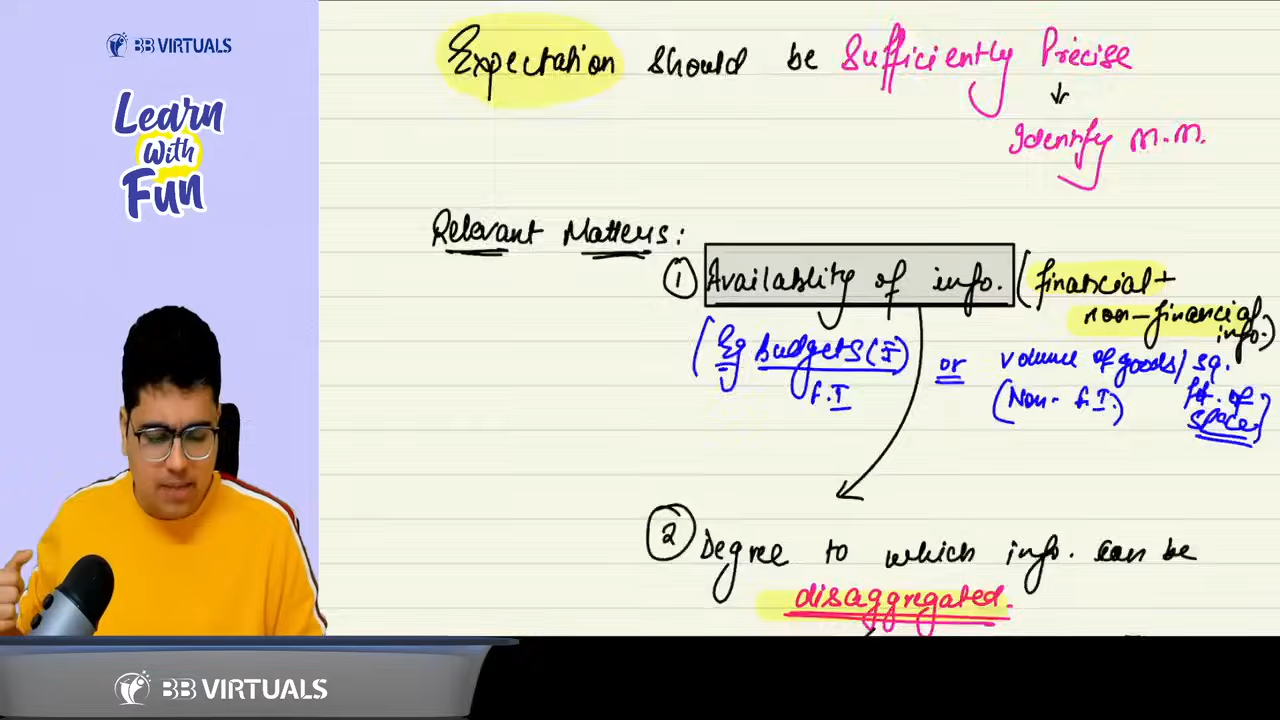 BB VIRTUALS
Learn
With
Fun
Expectation should be Sufficiently Precise
Identify M.M.
Relevant Matters:
① Availablity of info. (financial +
non-financial
info.)
(Eg Budgets (I) or volume of goods/sq.
F.I (Non-F.I.) ft. of
space)
② Degree to which info. can be
disaggregated.
BB VIRTUALS